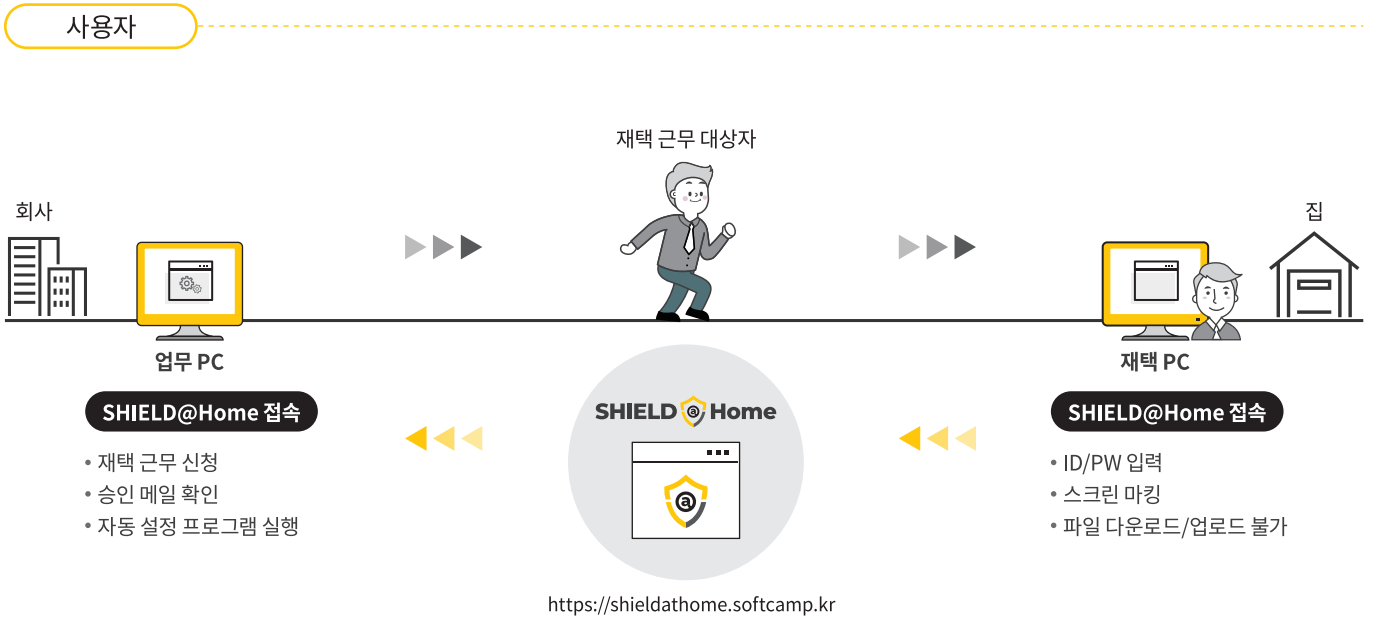 사용자
재택 근무 대상자
회사
집
업무 PC
재택 PC
SHIELD@Home 접속
• 재택 근무 신청
• 승인 메일 확인
• 자동 설정 프로그램 실행
SHIELD @ Home
@
https://shieldathome.softcamp.kr
SHIELD@Home 접속
• ID/PW 입력
• 스크린 마킹
• 파일 다운로드/업로드 불가